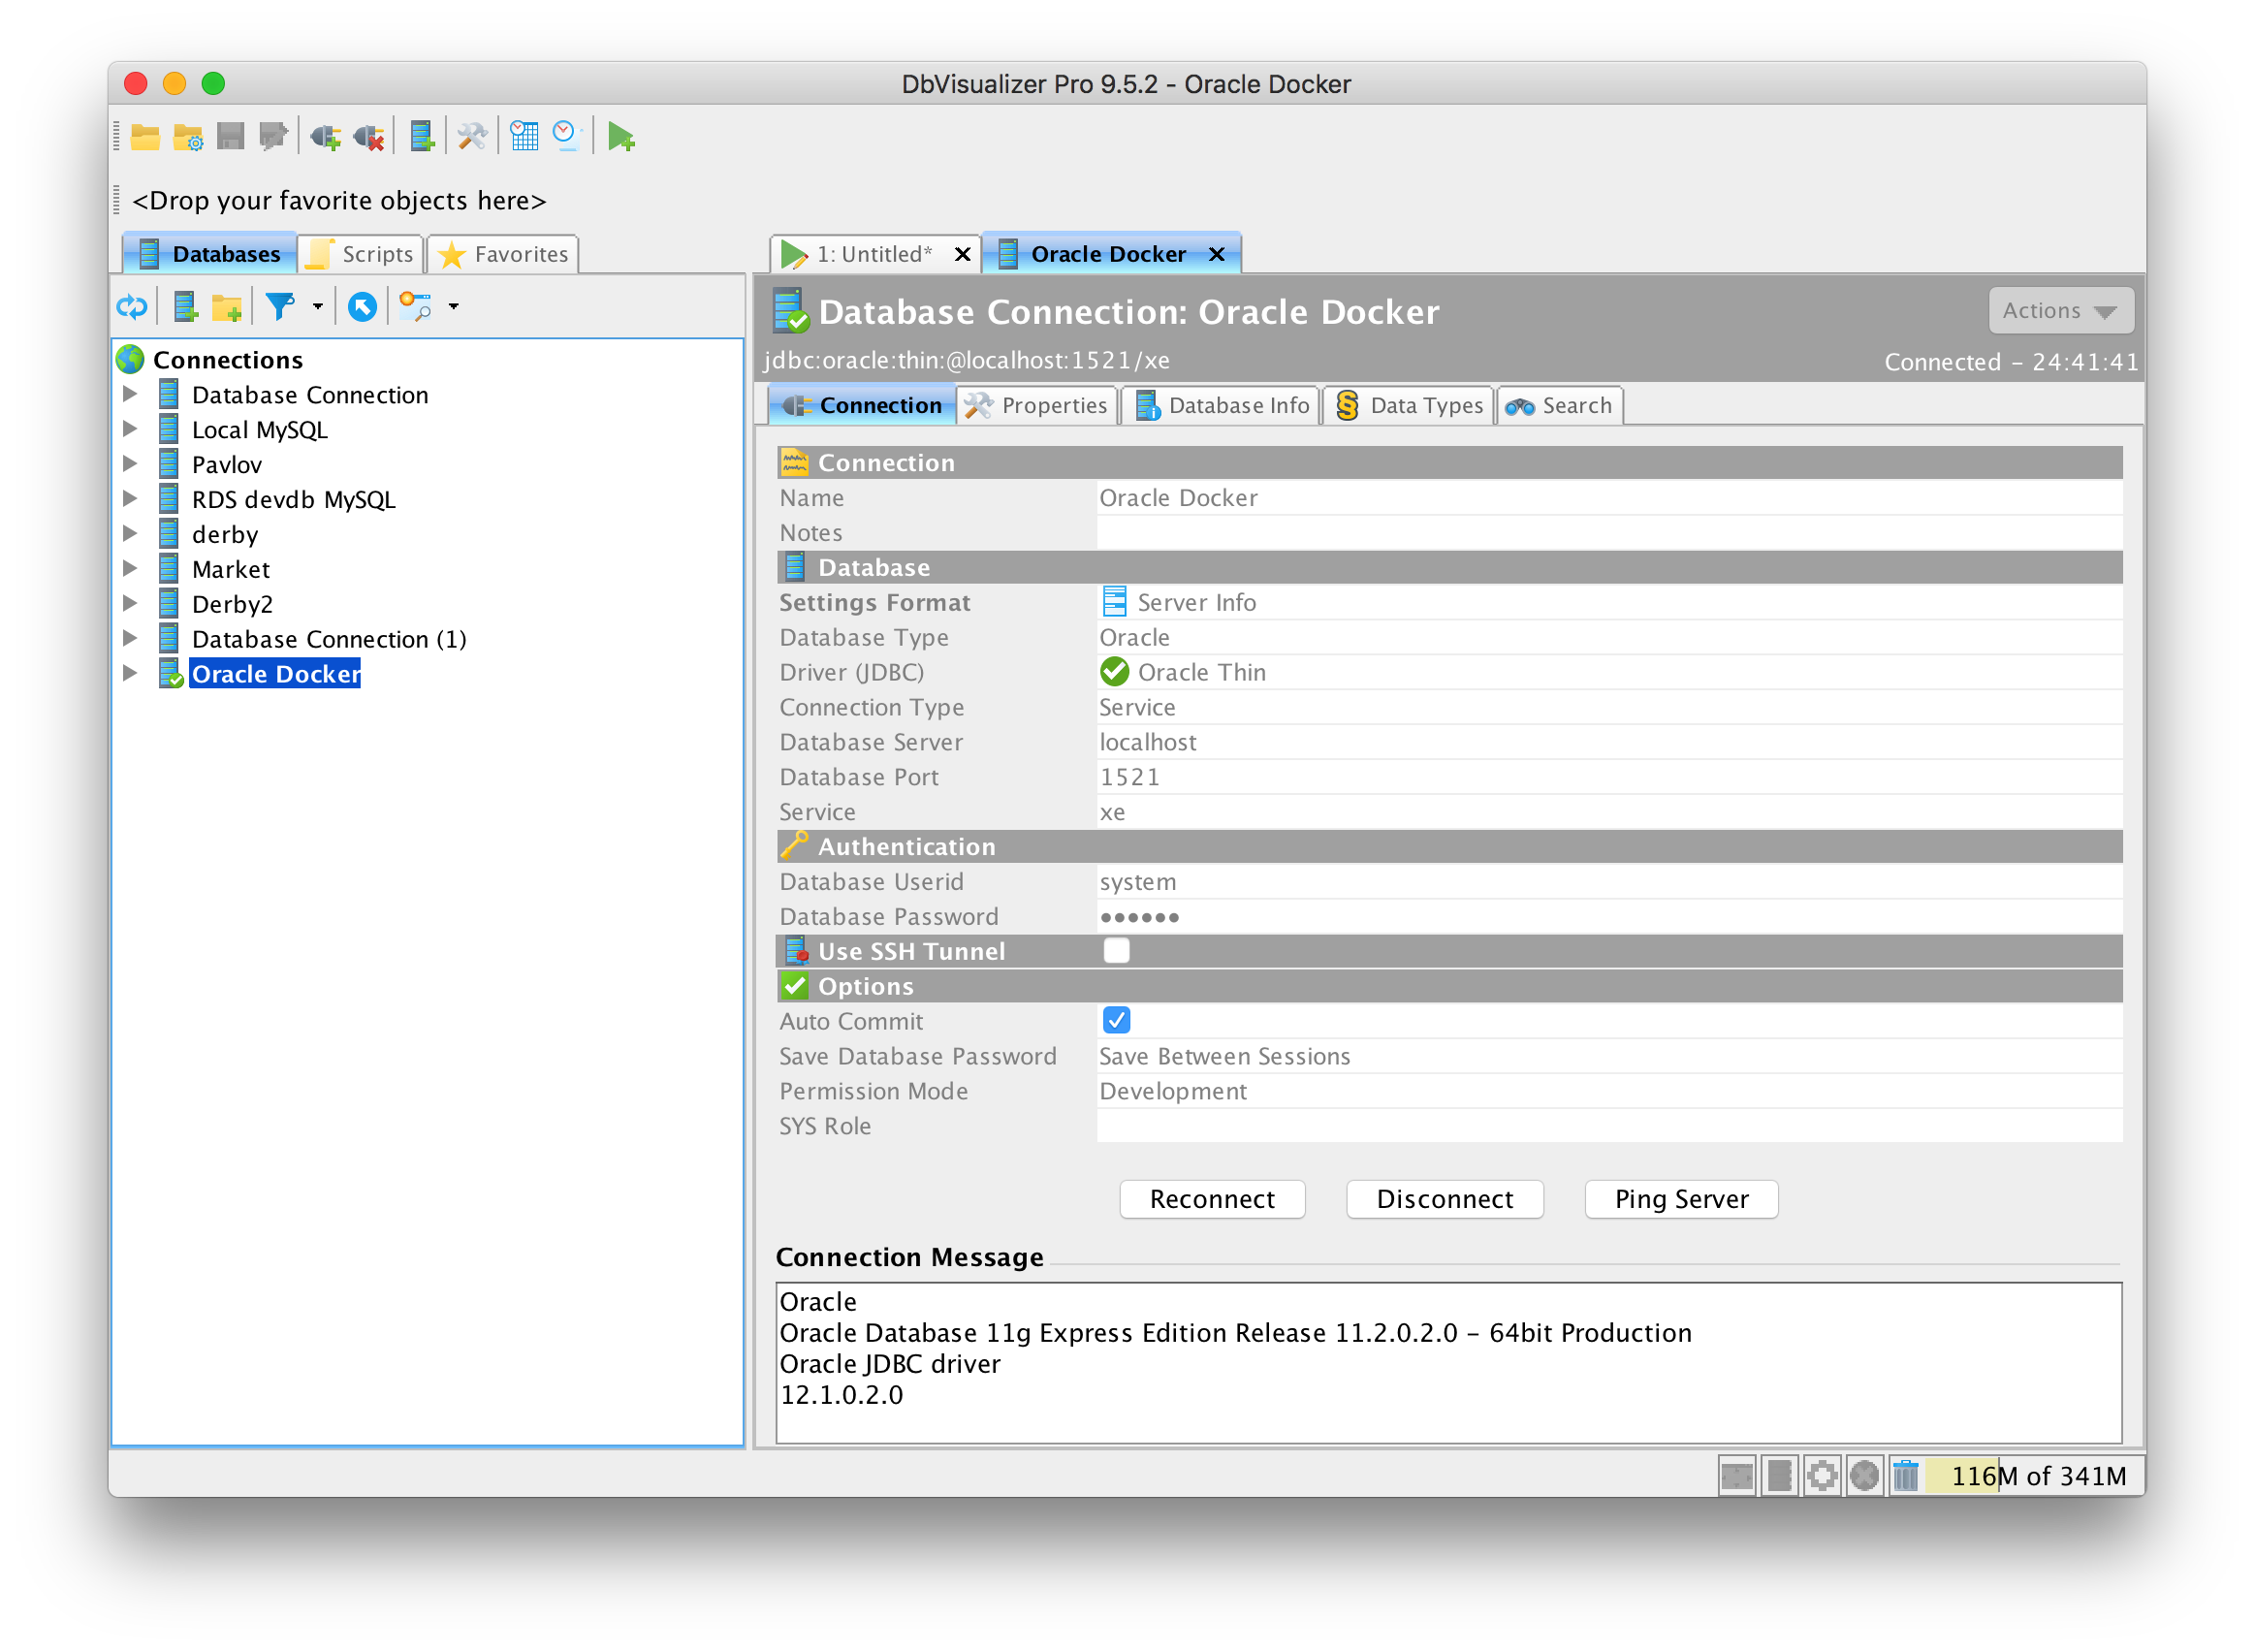 DbVisualizer Pro 9.5.2 - Oracle Docker
<Drop your favorite objects here>
Databases
Scripts
Favorites
1: Untitled*
Oracle Docker
Database Connection: Oracle Docker
Actions
jdbc:oracle:thin:@localhost:1521/xe
Connected - 24:41:41
Connections
Database Connection
Local MySQL
Pavlov
RDS devdb MySQL
derby
Market
Derby2
Database Connection (1)
Oracle Docker
Connection
Properties
Database Info
Data Types
Search
Connection
Name Oracle Docker
Notes
Database
Settings Format Server Info
Database Type Oracle
Driver (JDBC) Oracle Thin
Connection Type Service
Database Server localhost
Database Port 1521
Service xe
Authentication
Database Userid system
Database Password ••••••
Use SSH Tunnel
Options
Auto Commit
Save Database Password Save Between Sessions
Permission Mode Development
SYS Role
Reconnect
Disconnect
Ping Server
Connection Message
Oracle
Oracle Database 11g Express Edition Release 11.2.0.2.0 - 64bit Production
Oracle JDBC driver
12.1.0.2.0
116M of 341M